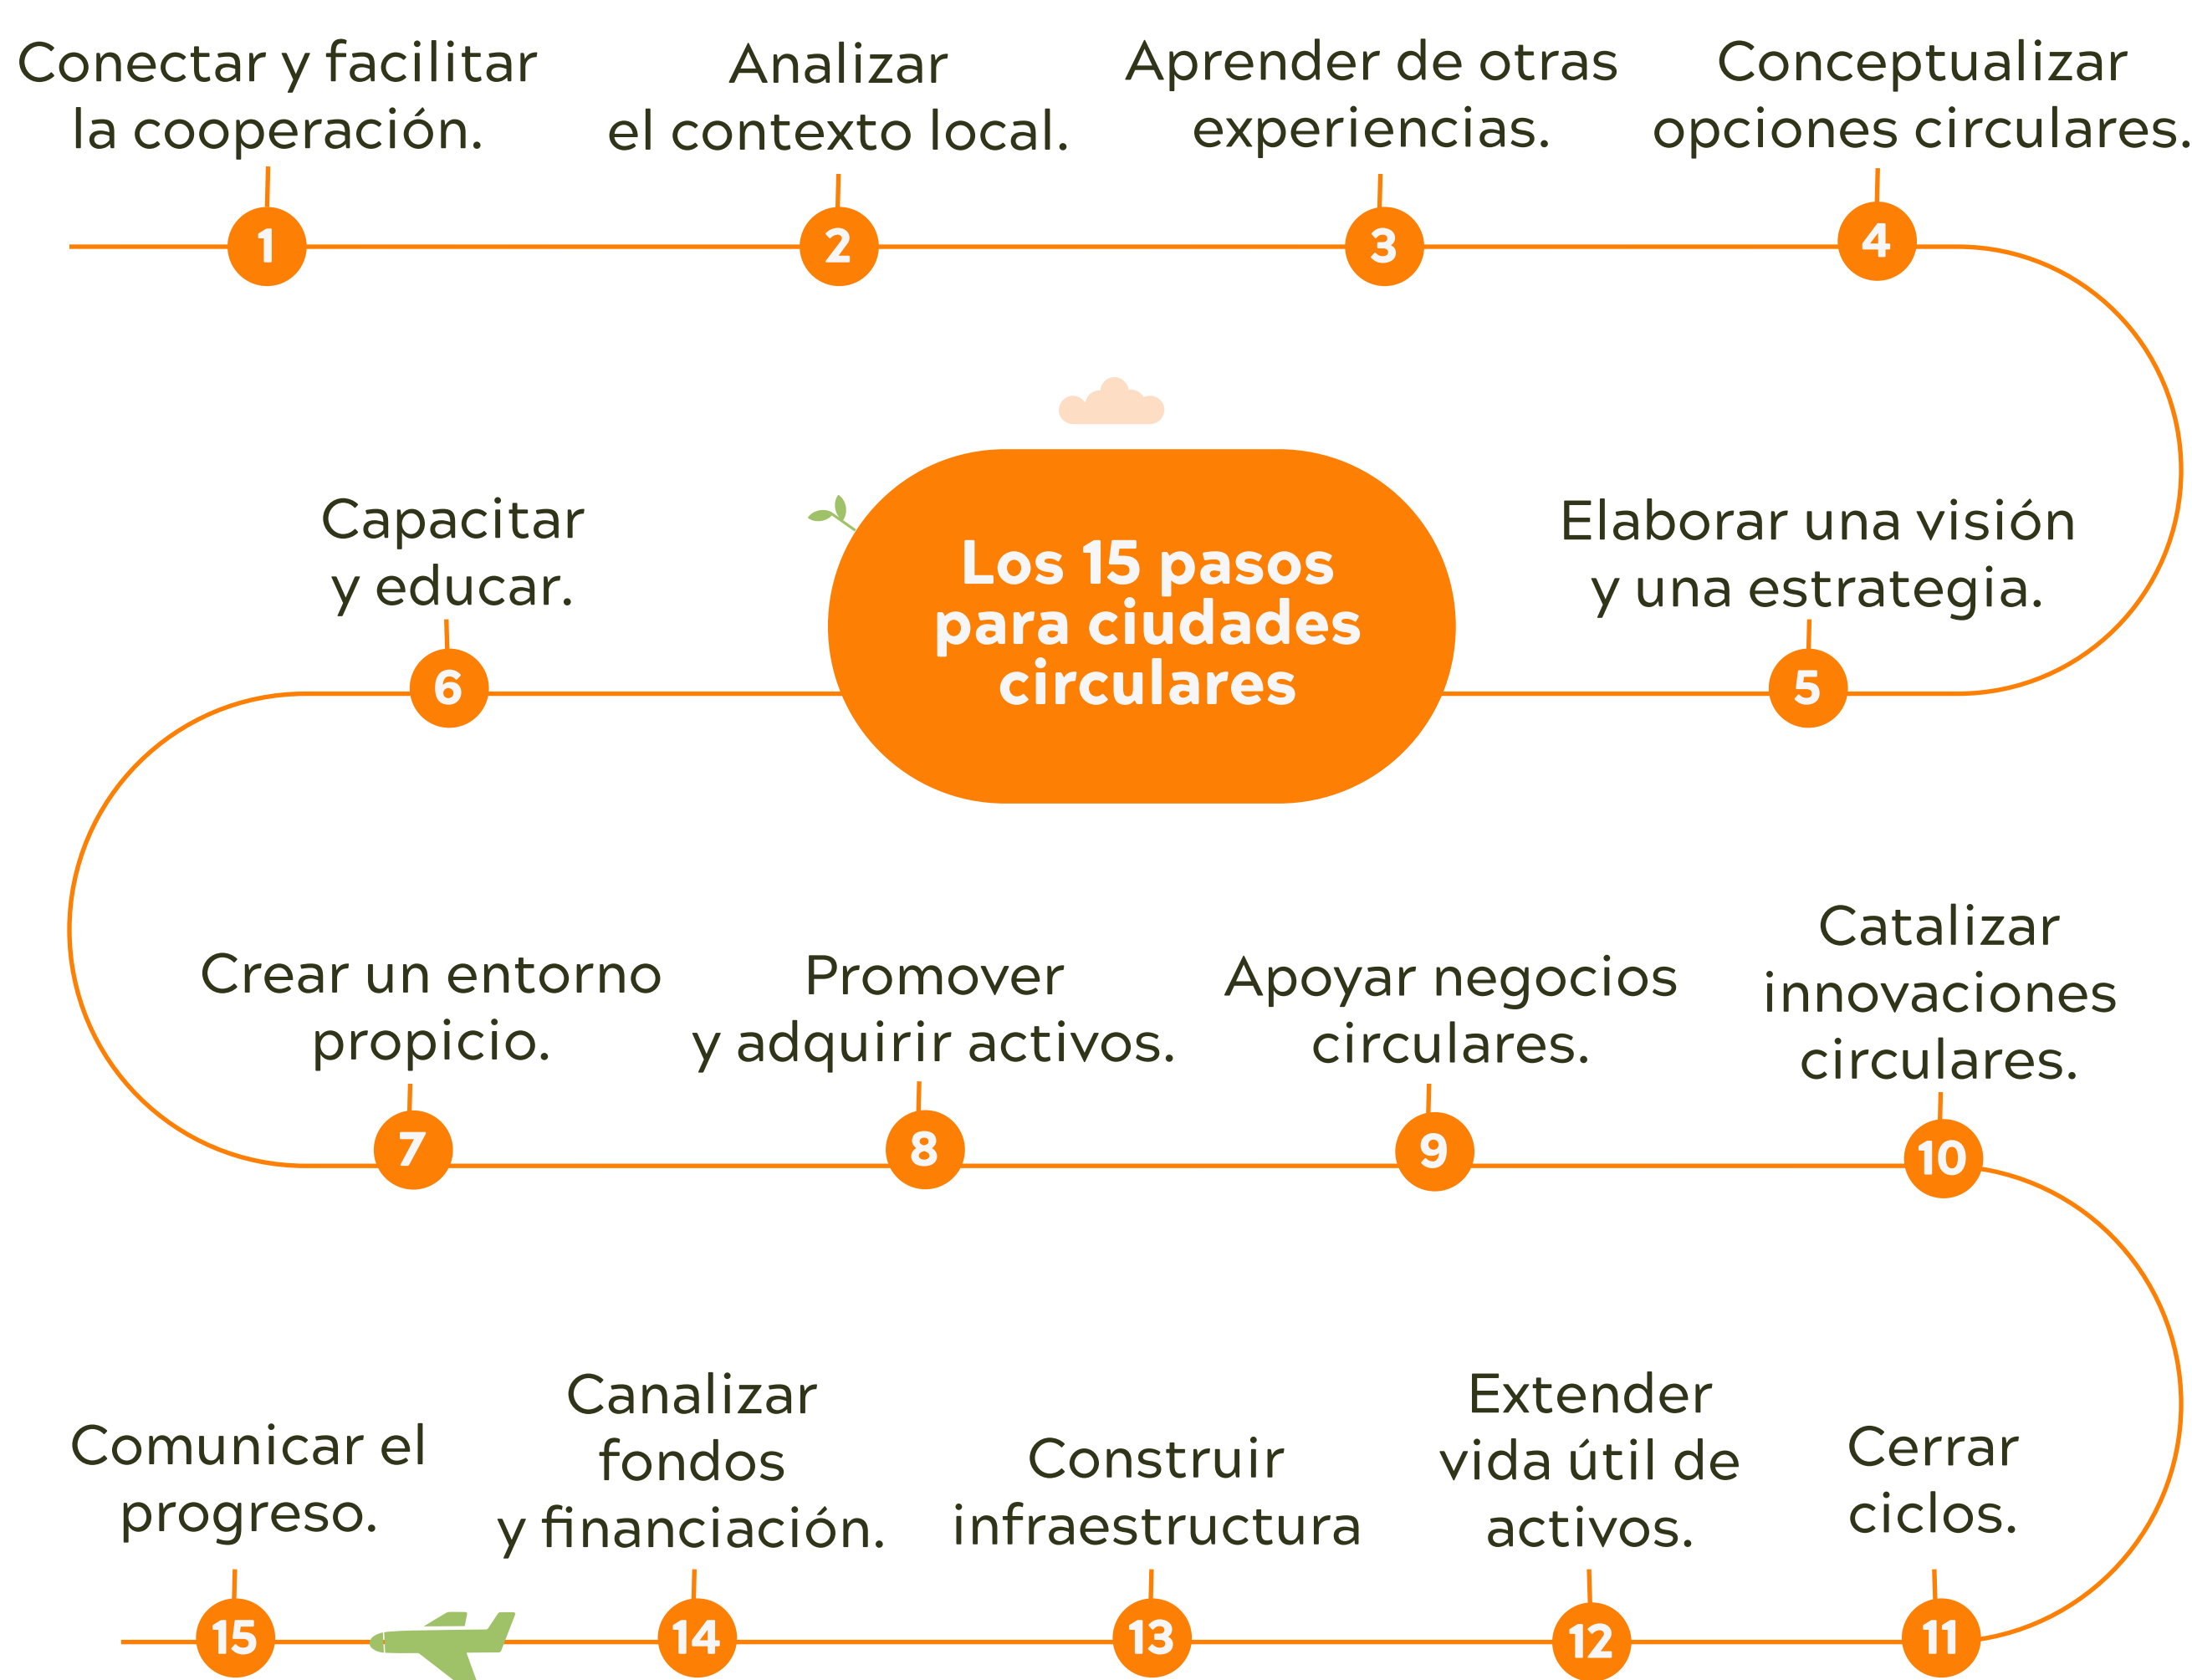 Conectar y facilitar
la cooperación.
1
Analizar
el contexto local.
2
Aprender de otras
experiencias.
3
Conceptualizar
opciones circulares.
4
Los 15 pasos
para ciudades
circulares
Elaborar una visión
y una estrategia.
5
Capacitar
y educar.
6
Crear un entorno
propicio.
7
Promover
y adquirir activos.
8
Apoyar negocios
circulares.
9
Catalizar
innovaciones
circulares.
10
Cerrar
ciclos.
11
Extender
vida útil de
activos.
12
Construir
infraestructura
13
Canalizar
fondos
y financiación.
14
Comunicar el
progreso.
15